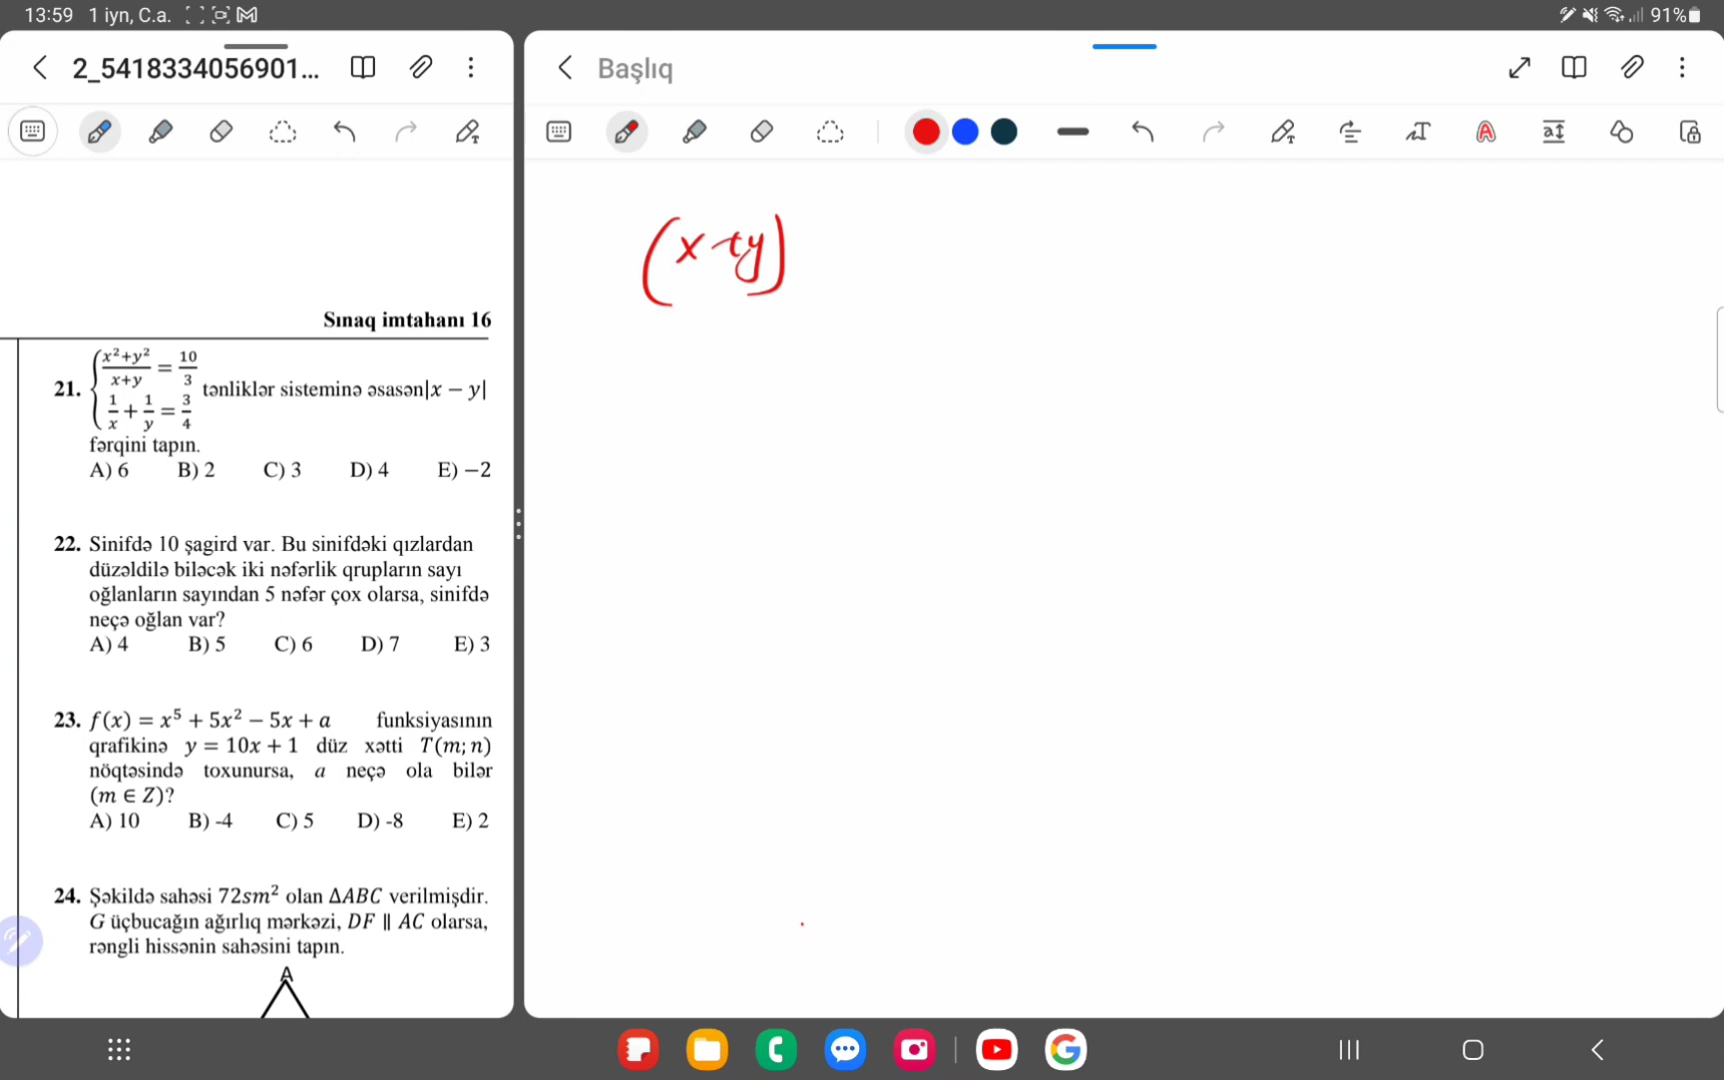 13:59 1 iyn, C.a. 91%
2_5418334056901...
Başlıq
(x+y)
Sınaq imtahanı 16
21. {(x²+y²)/(x+y) = 10/3
1/x + 1/y = 3/4 tənliklər sisteminə əsasən|x − y|
fərqini tapın.
A) 6 B) 2 C) 3 D) 4 E) −2
22. Sinifdə 10 şagird var. Bu sinifdəki qızlardan
düzəldilə biləcək iki nəfərlik qrupların sayı
oğlanların sayından 5 nəfər çox olarsa, sinifdə
neçə oğlan var?
A) 4 B) 5 C) 6 D) 7 E) 3
23. f(x) = x⁵ + 5x² − 5x + a funksiyasının
qrafikinə y = 10x + 1 düz xətti T(m; n)
nöqtəsində toxunursa, a neçə ola bilər
(m ∈ Z)?
A) 10 B) -4 C) 5 D) -8 E) 2
24. Şəkildə sahəsi 72sm² olan ΔABC verilmişdir.
G üçbucağın ağırlıq mərkəzi, DF ∥ AC olarsa,
rəngli hissənin sahəsini tapın.
A